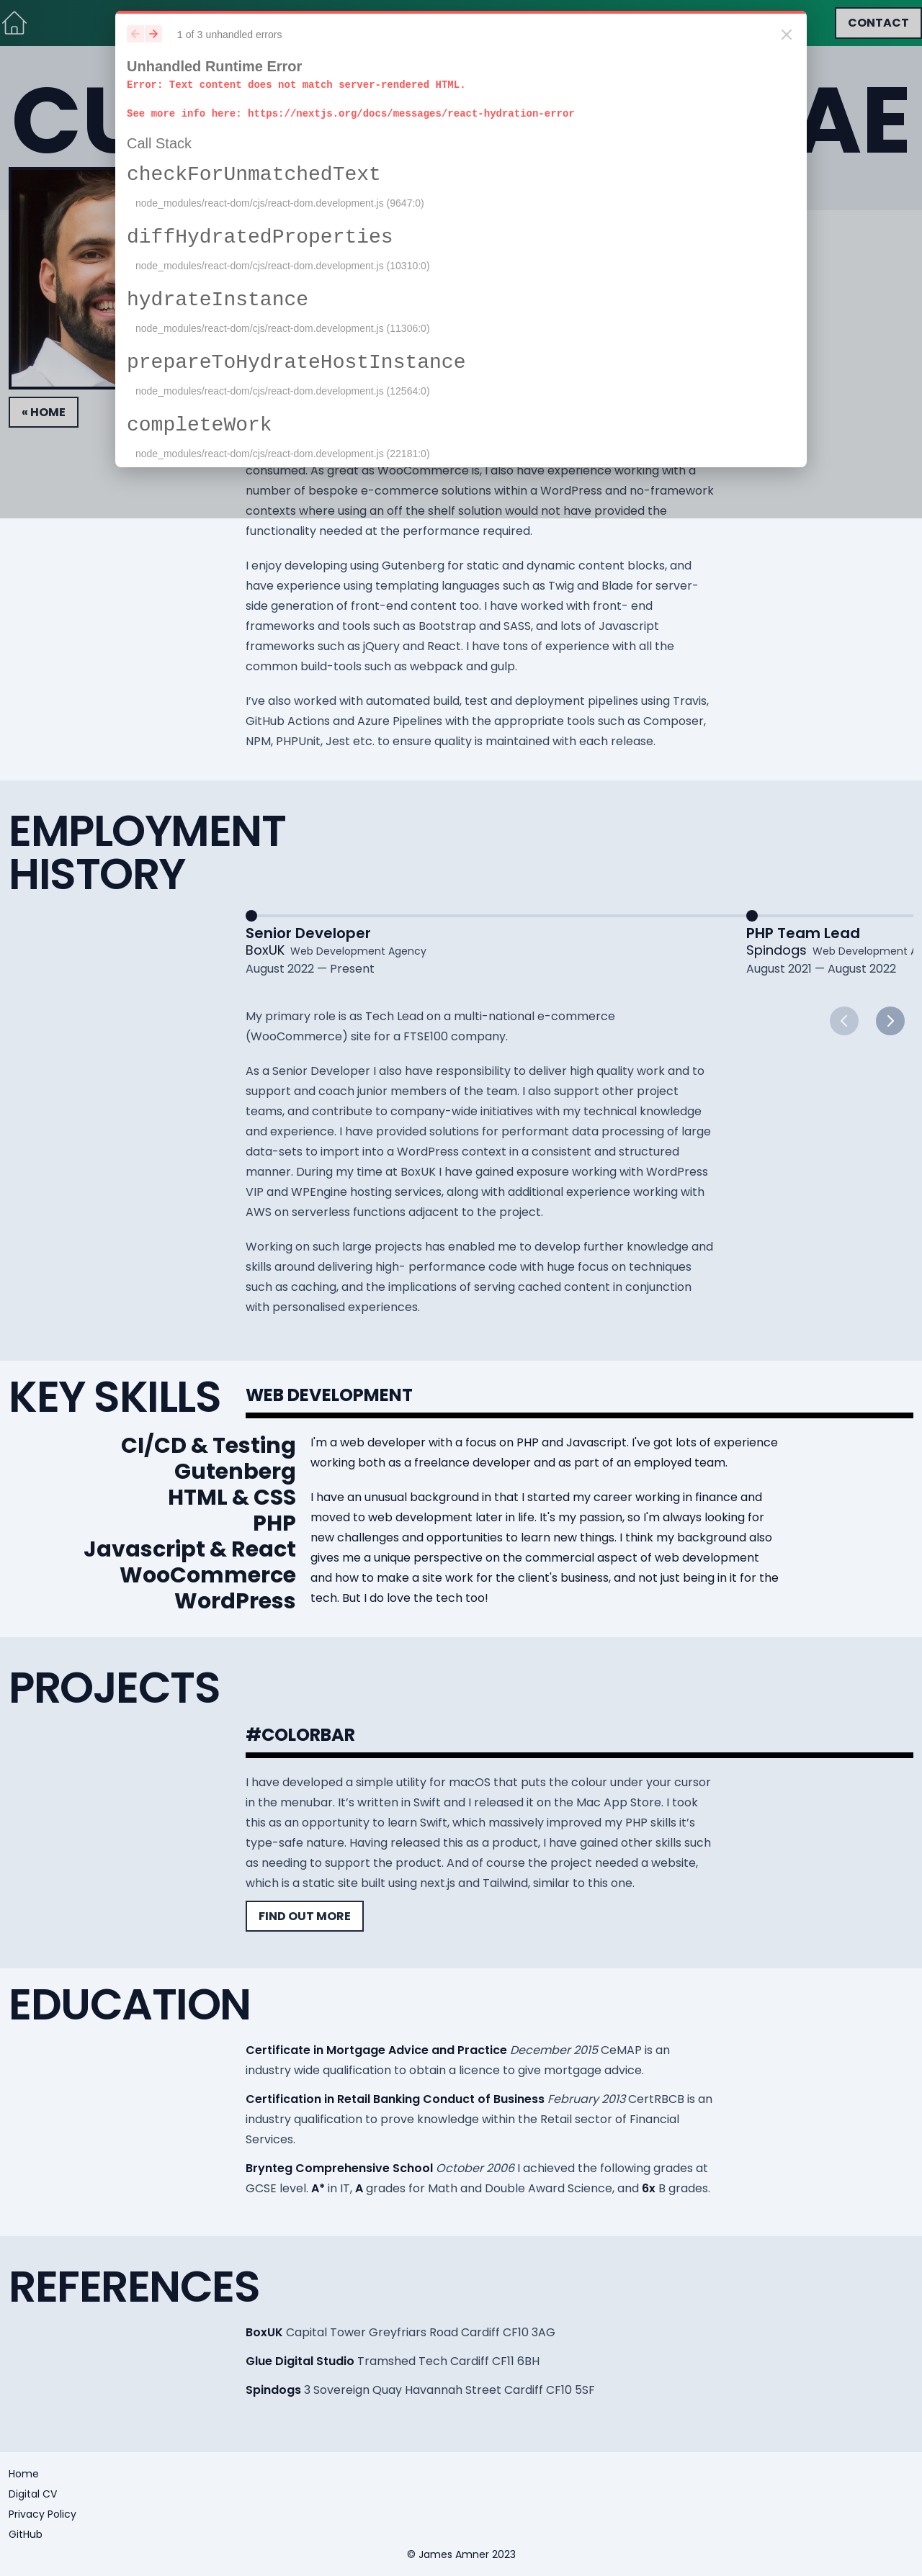 CONTACT
CU
AE
1 of 3 unhandled errors
Unhandled Runtime Error
Error: Text content does not match server-rendered HTML.
See more info here: https://nextjs.org/docs/messages/react-hydration-error
Call Stack
checkForUnmatchedText
node_modules/react-dom/cjs/react-dom.development.js (9647:0)
diffHydratedProperties
node_modules/react-dom/cjs/react-dom.development.js (10310:0)
hydrateInstance
node_modules/react-dom/cjs/react-dom.development.js (11306:0)
prepareToHydrateHostInstance
node_modules/react-dom/cjs/react-dom.development.js (12564:0)
completeWork
node_modules/react-dom/cjs/react-dom.development.js (22181:0)
« HOME
consumed. As great as WooCommerce is, I also have experience working with a
number of bespoke e-commerce solutions within a WordPress and no-framework
contexts where using an off the shelf solution would not have provided the
functionality needed at the performance required.
I enjoy developing using Gutenberg for static and dynamic content blocks, and
have experience using templating languages such as Twig and Blade for server-
side generation of front-end content too. I have worked with front- end
frameworks and tools such as Bootstrap and SASS, and lots of Javascript
frameworks such as jQuery and React. I have tons of experience with all the
common build-tools such as webpack and gulp.
I’ve also worked with automated build, test and deployment pipelines using Travis,
GitHub Actions and Azure Pipelines with the appropriate tools such as Composer,
NPM, PHPUnit, Jest etc. to ensure quality is maintained with each release.
EMPLOYMENT
HISTORY
Senior Developer
BoxUK Web Development Agency
August 2022 — Present
PHP Team Lead
Spindogs Web Development A
August 2021 — August 2022
My primary role is as Tech Lead on a multi-national e-commerce
(WooCommerce) site for a FTSE100 company.
As a Senior Developer I also have responsibility to deliver high quality work and to
support and coach junior members of the team. I also support other project
teams, and contribute to company-wide initiatives with my technical knowledge
and experience. I have provided solutions for performant data processing of large
data-sets to import into a WordPress context in a consistent and structured
manner. During my time at BoxUK I have gained exposure working with WordPress
VIP and WPEngine hosting services, along with additional experience working with
AWS on serverless functions adjacent to the project.
Working on such large projects has enabled me to develop further knowledge and
skills around delivering high- performance code with huge focus on techniques
such as caching, and the implications of serving cached content in conjunction
with personalised experiences.
KEY SKILLS
WEB DEVELOPMENT
CI/CD & Testing
Gutenberg
HTML & CSS
PHP
Javascript & React
WooCommerce
WordPress
I'm a web developer with a focus on PHP and Javascript. I've got lots of experience
working both as a freelance developer and as part of an employed team.
I have an unusual background in that I started my career working in finance and
moved to web development later in life. It's my passion, so I'm always looking for
new challenges and opportunities to learn new things. I think my background also
gives me a unique perspective on the commercial aspect of web development
and how to make a site work for the client's business, and not just being in it for the
tech. But I do love the tech too!
PROJECTS
#COLORBAR
I have developed a simple utility for macOS that puts the colour under your cursor
in the menubar. It’s written in Swift and I released it on the Mac App Store. I took
this as an opportunity to learn Swift, which massively improved my PHP skills it’s
type-safe nature. Having released this as a product, I have gained other skills such
as needing to support the product. And of course the project needed a website,
which is a static site built using next.js and Tailwind, similar to this one.
FIND OUT MORE
EDUCATION
Certificate in Mortgage Advice and Practice December 2015 CeMAP is an
industry wide qualification to obtain a licence to give mortgage advice.
Certification in Retail Banking Conduct of Business February 2013 CertRBCB is an
industry qualification to prove knowledge within the Retail sector of Financial
Services.
Brynteg Comprehensive School October 2006 I achieved the following grades at
GCSE level. A* in IT, A grades for Math and Double Award Science, and 6x B grades.
REFERENCES
BoxUK Capital Tower Greyfriars Road Cardiff CF10 3AG
Glue Digital Studio Tramshed Tech Cardiff CF11 6BH
Spindogs 3 Sovereign Quay Havannah Street Cardiff CF10 5SF
Home
Digital CV
Privacy Policy
GitHub
© James Amner 2023